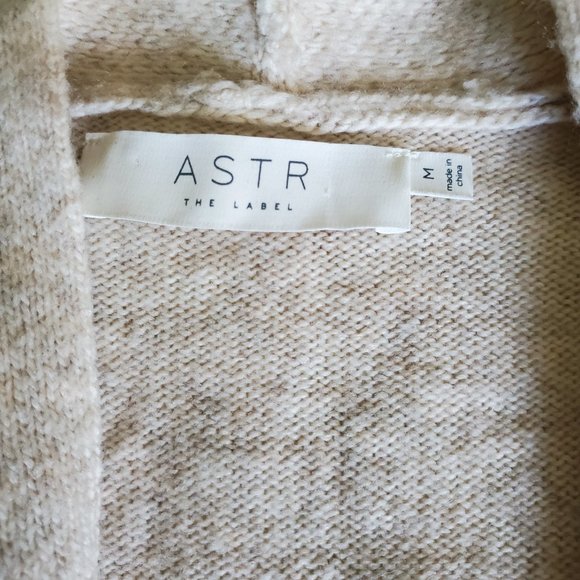 ASTR
THE LABEL
M
made in
china